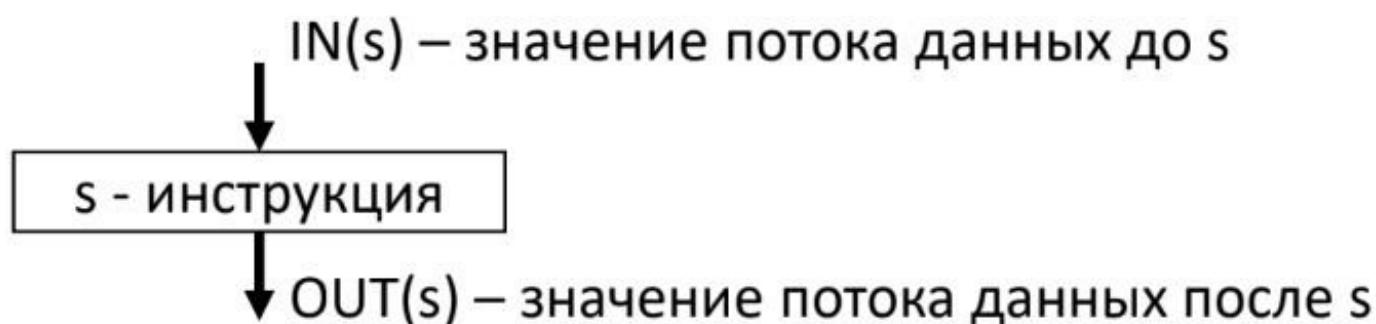 IN(s) – значение потока данных до s
s - инструкция
OUT(s) – значение потока данных после s